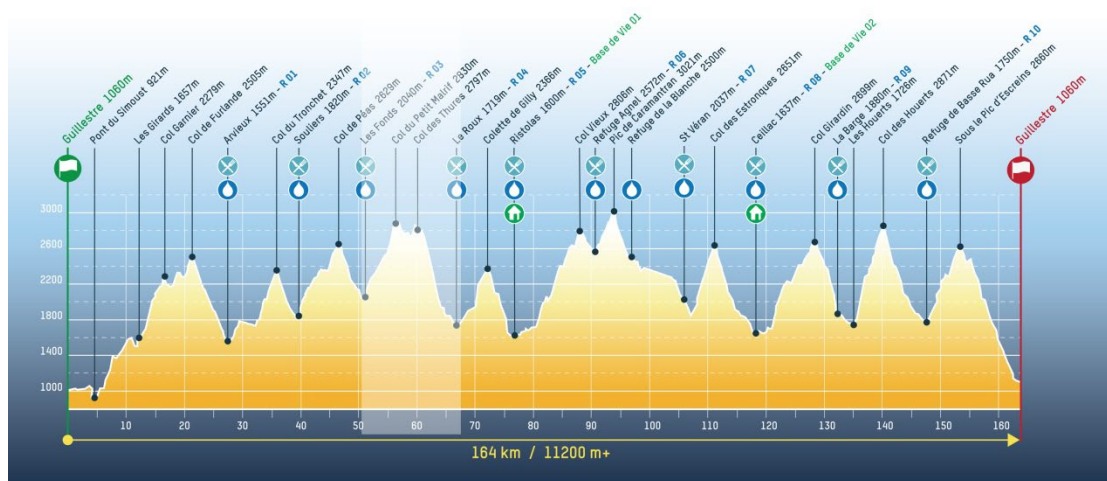 Guillestre 1060m
Pont du Simoust 921m
Les Girards 1657m
Col Garnier 2279m
Col de Furlande 2505m
Arvieux 1551m - R 01
Col du Tronchet 2347m
Souliers 1820m - R 02
Col de Péas 2629m
Les Fonds 2040m - R 03
Col du Petit Malrif 2830m
Col des Thures 2797m
La Roux 1719m - R 04
Colette de Gilly 2366m
Ristolas 1600m - R 05 - Base de Vie 01
Col Vieux 2806m
Refuge Agnel 2572m - R 06
Pic de Caramantran 3021m
Refuge de la Blanche 2500m
St Véran 2037m - R 07
Col des Estronques 2651m
Ceillac 1637m - R 08 - Base de Vie 02
Col Girardin 2699m
La Barge 1880m - R 09
Les Houerts 1726m
Col des Houerts 2871m
Refuge de Basse Rua 1750m - R 10
Sous le Pic d'Escreins 2660m
Guillestre 1060m
3000
2600
2200
1800
1400
1000
10 20 30 40 50 60 70 80 90 100 110 120 130 140 150 160
164 km / 11200 m+